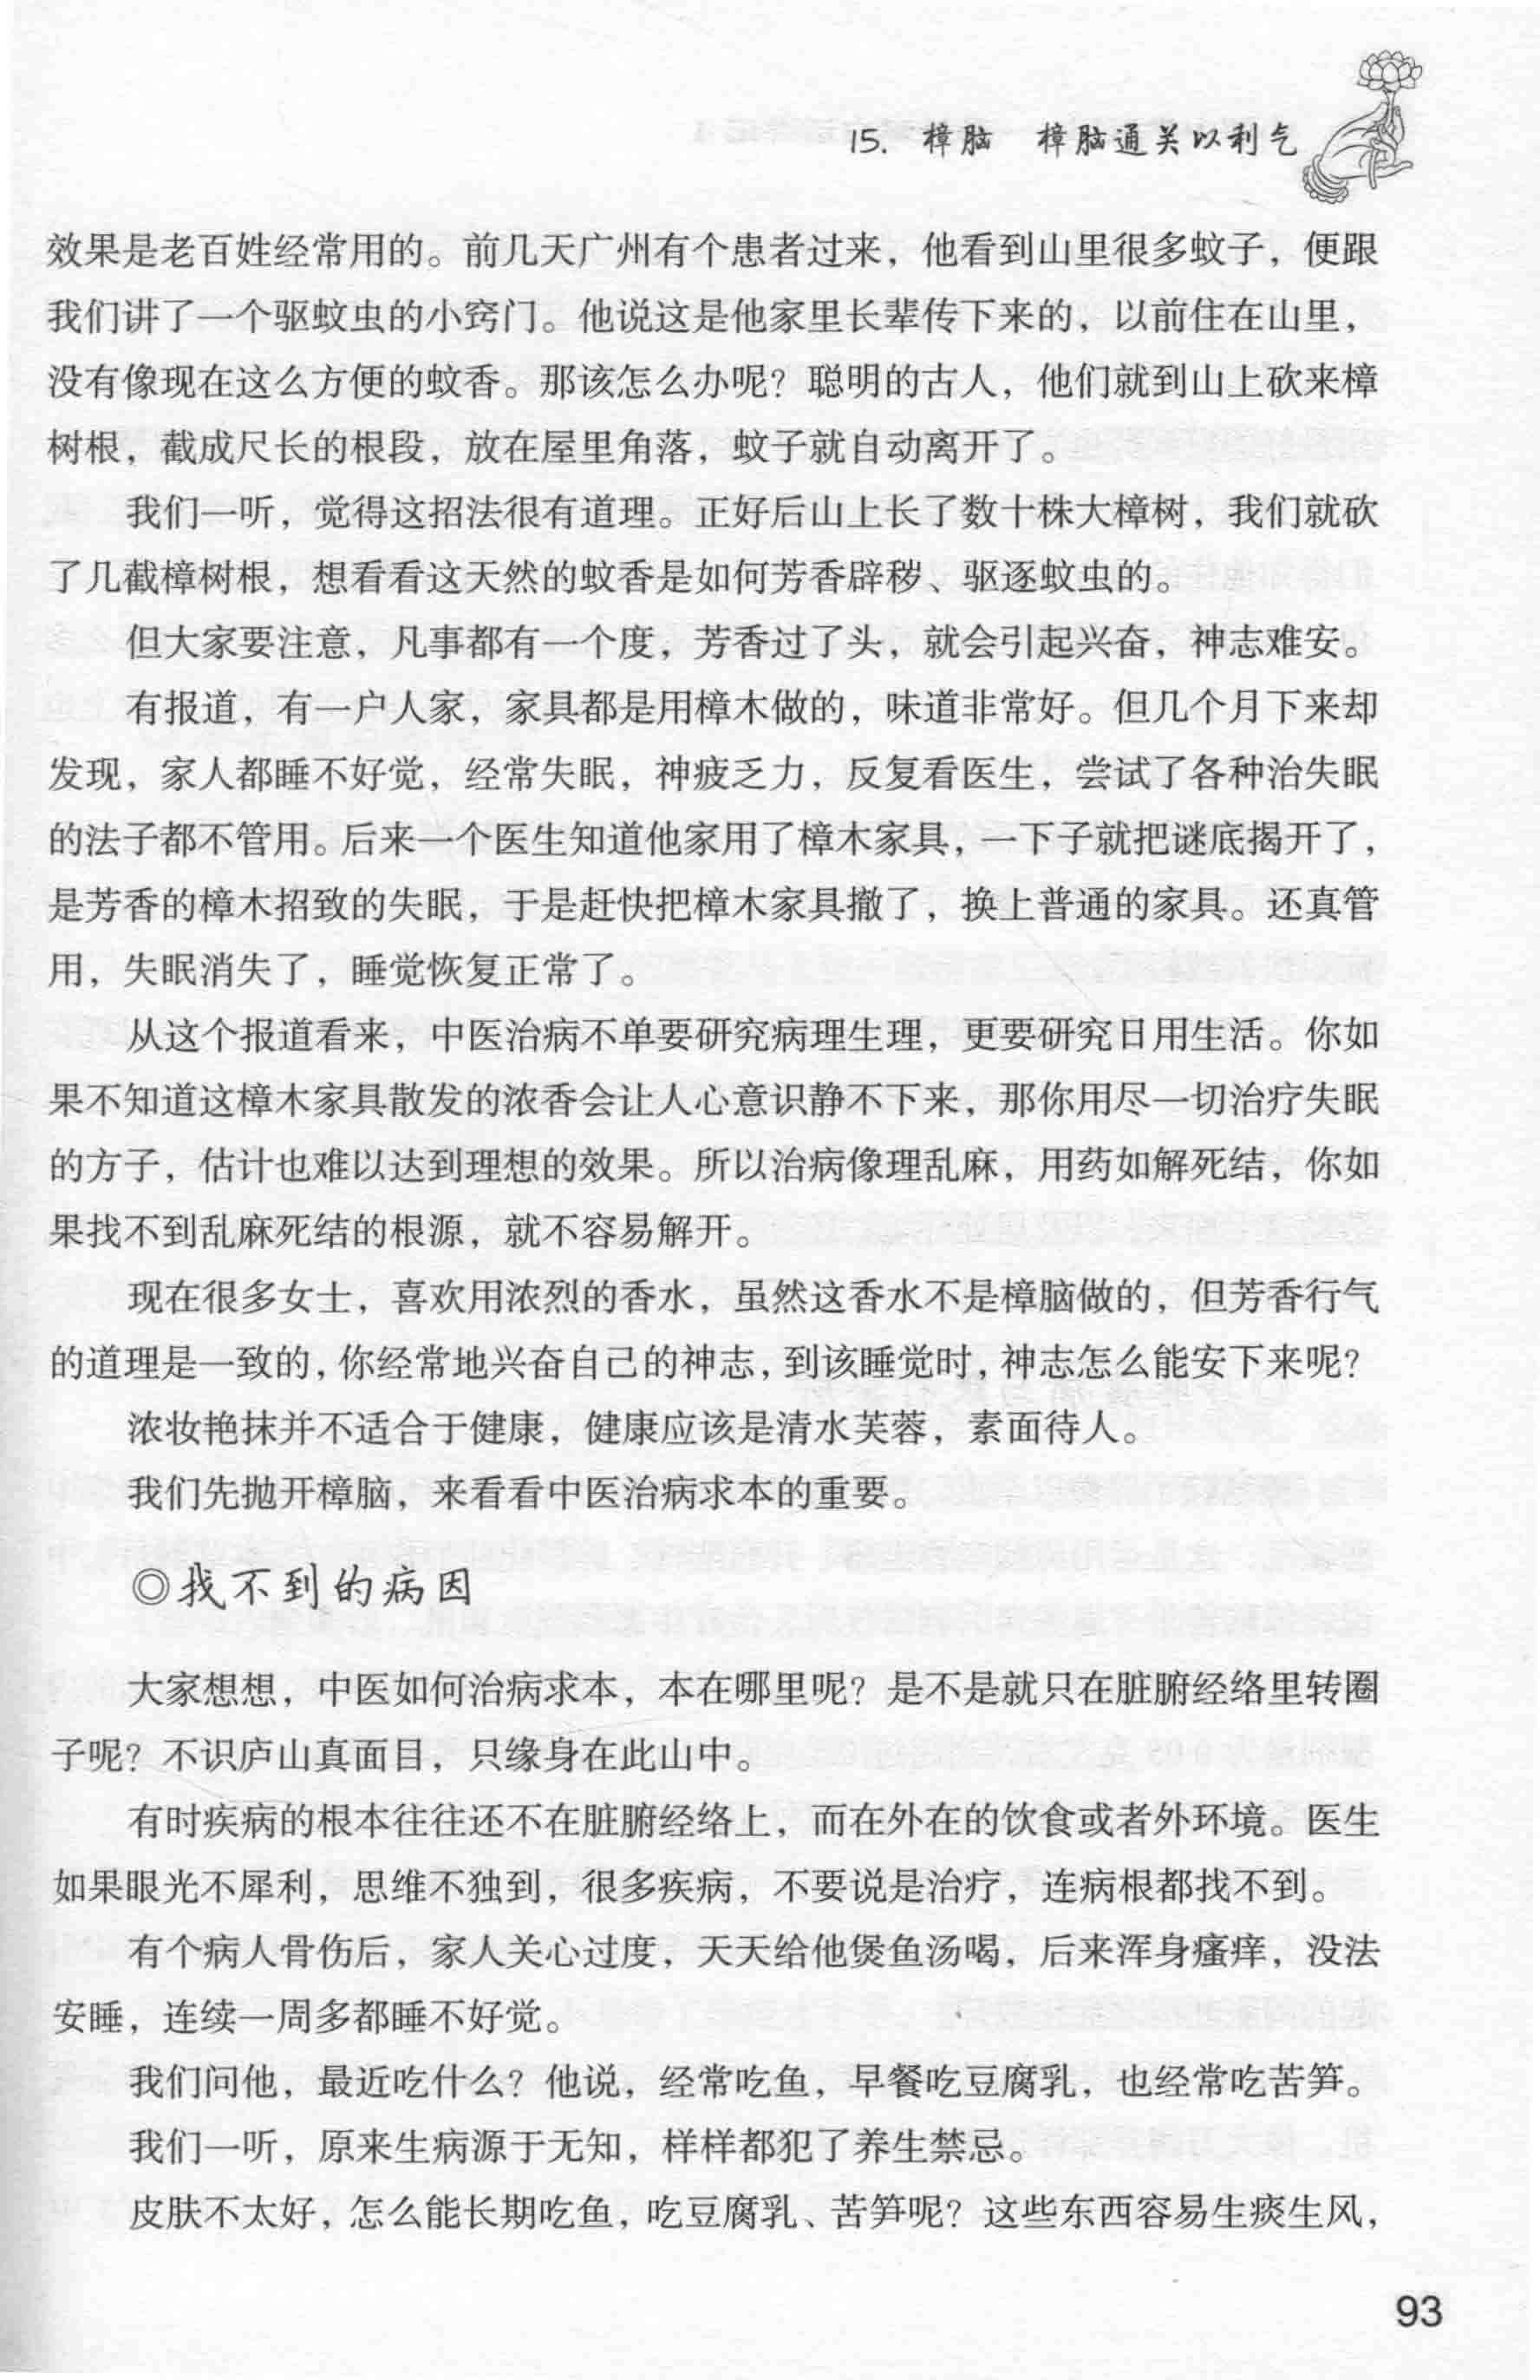 15. 樟脑 樟脑通关以利气
效果是老百姓经常用的。前几天广州有个患者过来，他看到山里很多蚊子，便跟
我们讲了一个驱蚊虫的小窍门。他说这是他家里长辈传下来的，以前住在山里，
没有像现在这么方便的蚊香。那该怎么办呢？聪明的古人，他们就到山上砍来樟
树根，截成尺长的根段，放在屋里角落，蚊子就自动离开了。
我们一听，觉得这招法很有道理。正好后山上长了数十株大樟树，我们就砍
了几截樟树根，想看看这天然的蚊香是如何芳香辟秽、驱逐蚊虫的。
但大家要注意，凡事都有一个度，芳香过了头，就会引起兴奋，神志难安。
有报道，有一户人家，家具都是用樟木做的，味道非常好。但几个月下来却
发现，家人都睡不好觉，经常失眠，神疲乏力，反复看医生，尝试了各种治失眠
的法子都不管用。后来一个医生知道他家用了樟木家具，一下子就把谜底揭开了，
是芳香的樟木招致的失眠，于是赶快把樟木家具撤了，换上普通的家具。还真管
用，失眠消失了，睡觉恢复正常了。
从这个报道看来，中医治病不单要研究病理生理，更要研究日用生活。你如
果不知道这樟木家具散发的浓香会让人心意识静不下来，那你用尽一切治疗失眠
的方子，估计也难以达到理想的效果。所以治病像理乱麻，用药如解死结，你如
果找不到乱麻死结的根源，就不容易解开。
现在很多女士，喜欢用浓烈的香水，虽然这香水不是樟脑做的，但芳香行气
的道理是一致的，你经常地兴奋自己的神志，到该睡觉时，神志怎么能安下来呢？
浓妆艳抹并不适合于健康，健康应该是清水芙蓉，素面待人。
我们先抛开樟脑，来看看中医治病求本的重要。
◎找不到的病因
大家想想，中医如何治病求本，本在哪里呢？是不是就只在脏腑经络里转圈
子呢？不识庐山真面目，只缘身在此山中。
有时疾病的根本往往还不在脏腑经络上，而在外在的饮食或者外环境。医生
如果眼光不犀利，思维不独到，很多疾病，不要说是治疗，连病根都找不到。
有个病人骨伤后，家人关心过度，天天给他煲鱼汤喝，后来浑身瘙痒，没法
安睡，连续一周多都睡不好觉。
我们问他，最近吃什么？他说，经常吃鱼，早餐吃豆腐乳，也经常吃苦笋。
我们一听，原来生病源于无知，样样都犯了养生禁忌。
皮肤不太好，怎么能长期吃鱼，吃豆腐乳、苦笋呢？这些东西容易生痰生风，
93